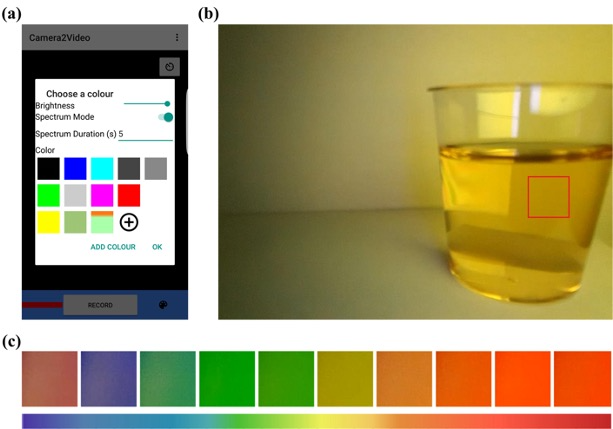 (a)
Camera2Video
Choose a colour
Brightness
Spectrum Mode
Spectrum Duration (s) 5
Color
ADD COLOUR OK
RECORD
(b)
(c)